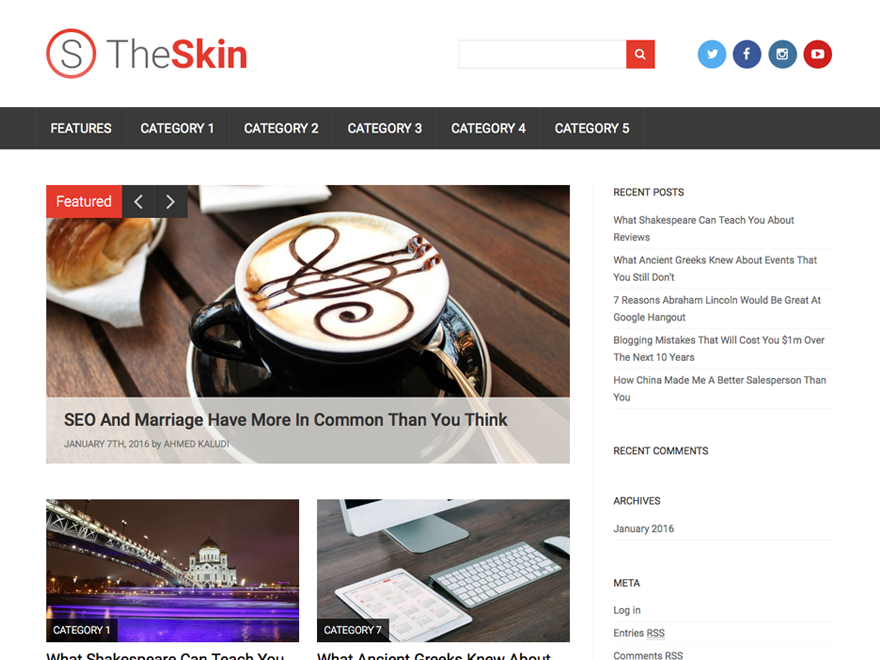 S TheSkin
FEATURES CATEGORY 1 CATEGORY 2 CATEGORY 3 CATEGORY 4 CATEGORY 5
Featured
SEO And Marriage Have More In Common Than You Think
JANUARY 7TH, 2016 by AHMED KALUDI
CATEGORY 1
What Shakespeare Can Teach You
CATEGORY 7
What Ancient Greeks Knew About
RECENT POSTS
What Shakespeare Can Teach You About
Reviews
What Ancient Greeks Knew About Events That
You Still Don't
7 Reasons Abraham Lincoln Would Be Great At
Google Hangout
Blogging Mistakes That Will Cost You $1m Over
The Next 10 Years
How China Made Me A Better Salesperson Than
You
RECENT COMMENTS
ARCHIVES
January 2016
META
Log in
Entries RSS
Comments RSS